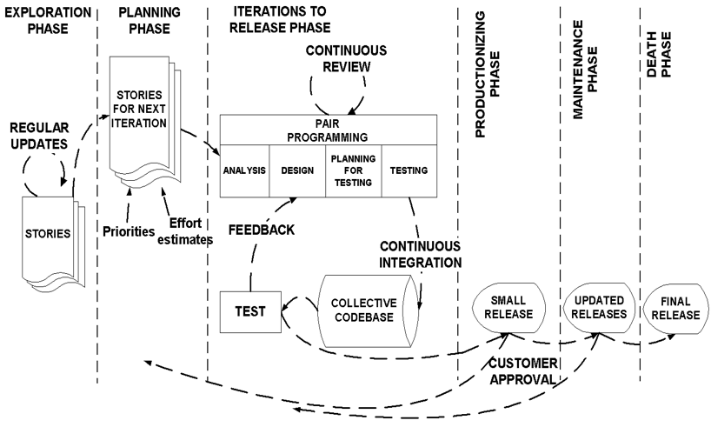 EXPLORATION
PHASE
PLANNING
PHASE
ITERATIONS TO
RELEASE PHASE
PRODUCTIONIZING
PHASE
MAINTENANCE
PHASE
DEATH
PHASE
CONTINUOUS
REVIEW
STORIES
FOR NEXT
ITERATION
REGULAR
UPDATES
PAIR
PROGRAMMING
ANALYSIS
DESIGN
PLANNING
FOR
TESTING
TESTING
STORIES
Priorities
Effort
estimates
FEEDBACK
CONTINUOUS
INTEGRATION
TEST
COLLECTIVE
CODEBASE
SMALL
RELEASE
UPDATED
RELEASES
FINAL
RELEASE
CUSTOMER
APPROVAL